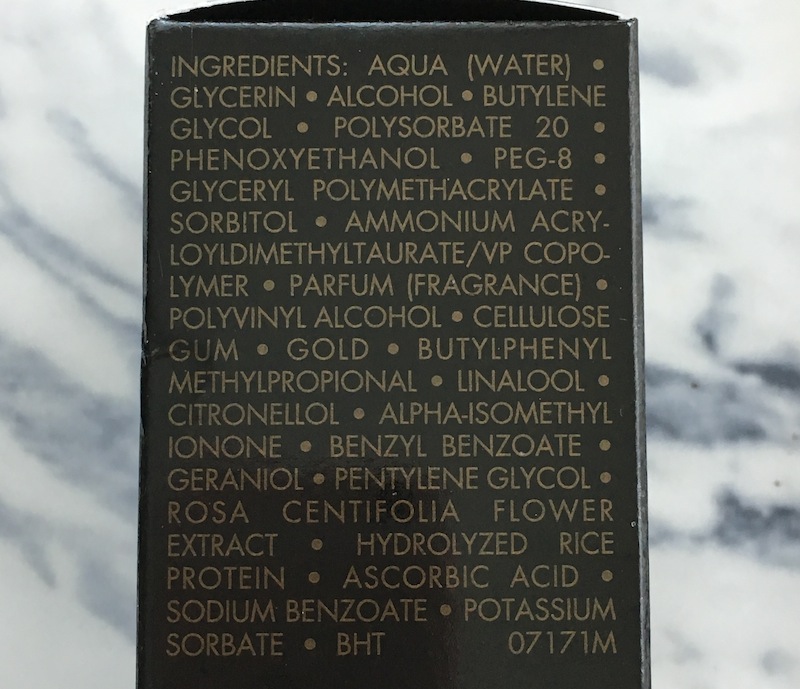 INGREDIENTS: AQUA (WATER) •
GLYCERIN • ALCOHOL • BUTYLENE
GLYCOL • POLYSORBATE 20 •
PHENOXYETHANOL • PEG-8 •
GLYCERYL POLYMETHACRYLATE •
SORBITOL • AMMONIUM ACRY-
LOYLDIMETHYLTAURATE/VP COPO-
LYMER • PARFUM (FRAGRANCE) •
POLYVINYL ALCOHOL • CELLULOSE
GUM • GOLD • BUTYLPHENYL
METHYLPROPIONAL • LINALOOL •
CITRONELLOL • ALPHA-ISOMETHYL
IONONE • BENZYL BENZOATE •
GERANIOL • PENTYLENE GLYCOL •
ROSA CENTIFOLIA FLOWER
EXTRACT • HYDROLYZED RICE
PROTEIN • ASCORBIC ACID •
SODIUM BENZOATE • POTASSIUM
SORBATE • BHT 07171M